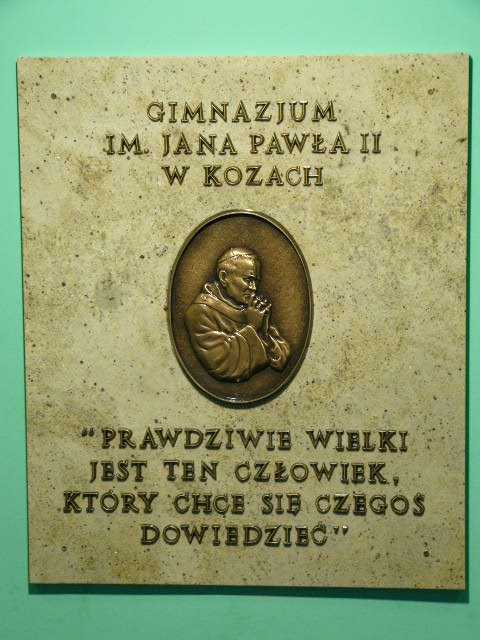 GIMNAZJUM
IM. JANA PAWŁA II
W KOZACH
"PRAWDZIWIE WIELKI
JEST TEN CZŁOWIEK,
KTÓRY CHCE SIĘ CZEGOŚ
DOWIEDZIEĆ"